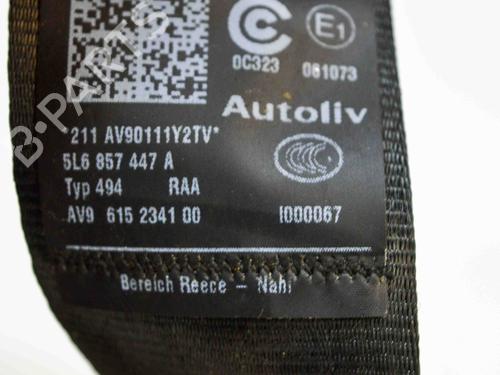 C
E1
0C323 061073
Autoliv
211 AV90111Y2TV*
5L6 857 447 A
Typ 494 RAA
AV9 615 2341 00 I000067
Bereich Reece - Naht
B-PARTS